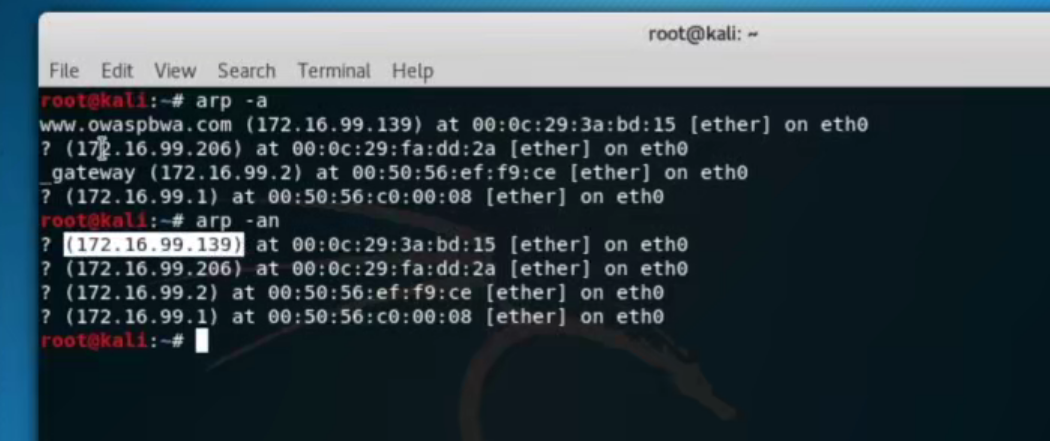 root@kali: ~
File Edit View Search Terminal Help
root@kali:~# arp -a
www.owaspbwa.com (172.16.99.139) at 00:0c:29:3a:bd:15 [ether] on eth0
? (172.16.99.206) at 00:0c:29:fa:dd:2a [ether] on eth0
_gateway (172.16.99.2) at 00:50:56:ef:f9:ce [ether] on eth0
? (172.16.99.1) at 00:50:56:c0:00:08 [ether] on eth0
root@kali:~# arp -an
? (172.16.99.139) at 00:0c:29:3a:bd:15 [ether] on eth0
? (172.16.99.206) at 00:0c:29:fa:dd:2a [ether] on eth0
? (172.16.99.2) at 00:50:56:ef:f9:ce [ether] on eth0
? (172.16.99.1) at 00:50:56:c0:00:08 [ether] on eth0
root@kali:~#